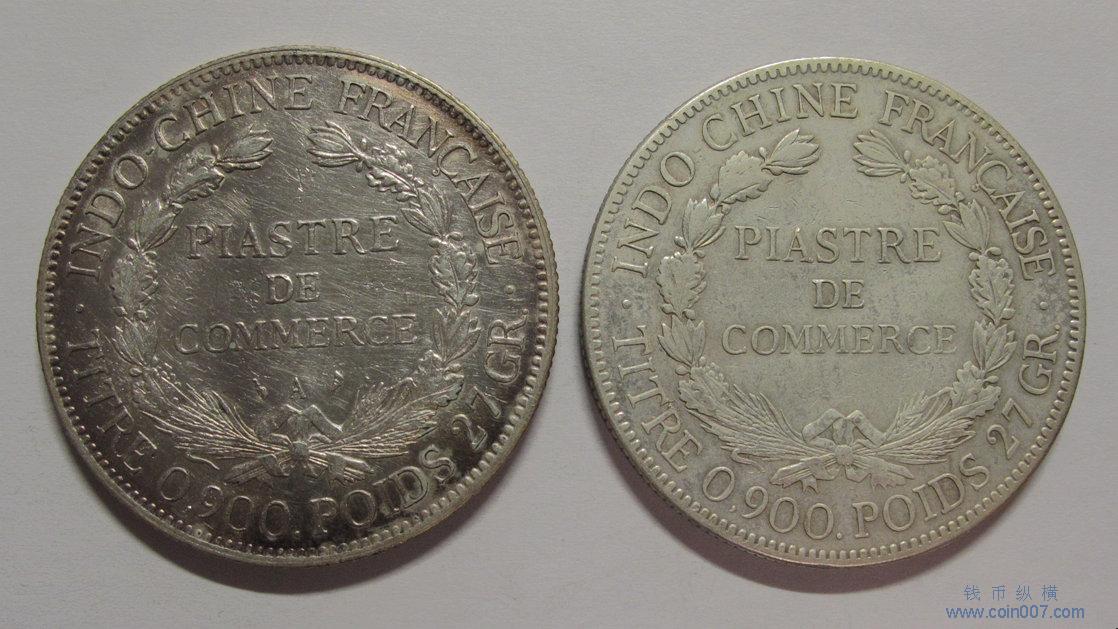 INDO-CHINE FRANÇAISE
PIASTRE
DE
COMMERCE
A
TITRE 0,900. POIDS 27 GR.
INDO-CHINE FRANÇAISE
PIASTRE
DE
COMMERCE
TITRE 0,900. POIDS 27 GR.
钱币纵横
www.coin007.com